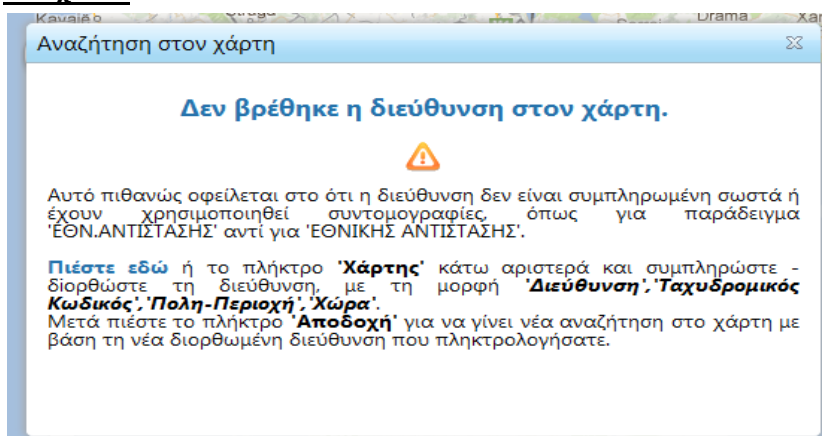 Kavajë
Struga
Drama
Αναζήτηση στον χάρτη
Δεν βρέθηκε η διεύθυνση στον χάρτη.
Αυτό πιθανώς οφείλεται στο ότι η διεύθυνση δεν είναι συμπληρωμένη σωστά ή
έχουν χρησιμοποιηθεί συντομογραφίες, όπως για παράδειγμα
'ΕΘΝ.ΑΝΤΙΣΤΑΣΗΣ' αντί για 'ΕΘΝΙΚΗΣ ΑΝΤΙΣΤΑΣΗΣ'.
Πιέστε εδώ ή το πλήκτρο 'Χάρτης' κάτω αριστερά και συμπληρώστε -
διορθώστε τη διεύθυνση, με τη μορφή 'Διεύθυνση','Ταχυδρομικός
Κωδικός','Πολη-Περιοχή','Χώρα'.
Μετά πιέστε το πλήκτρο 'Αποδοχή' για να γίνει νέα αναζήτηση στο χάρτη με
βάση τη νέα διορθωμένη διεύθυνση που πληκτρολογήσατε.